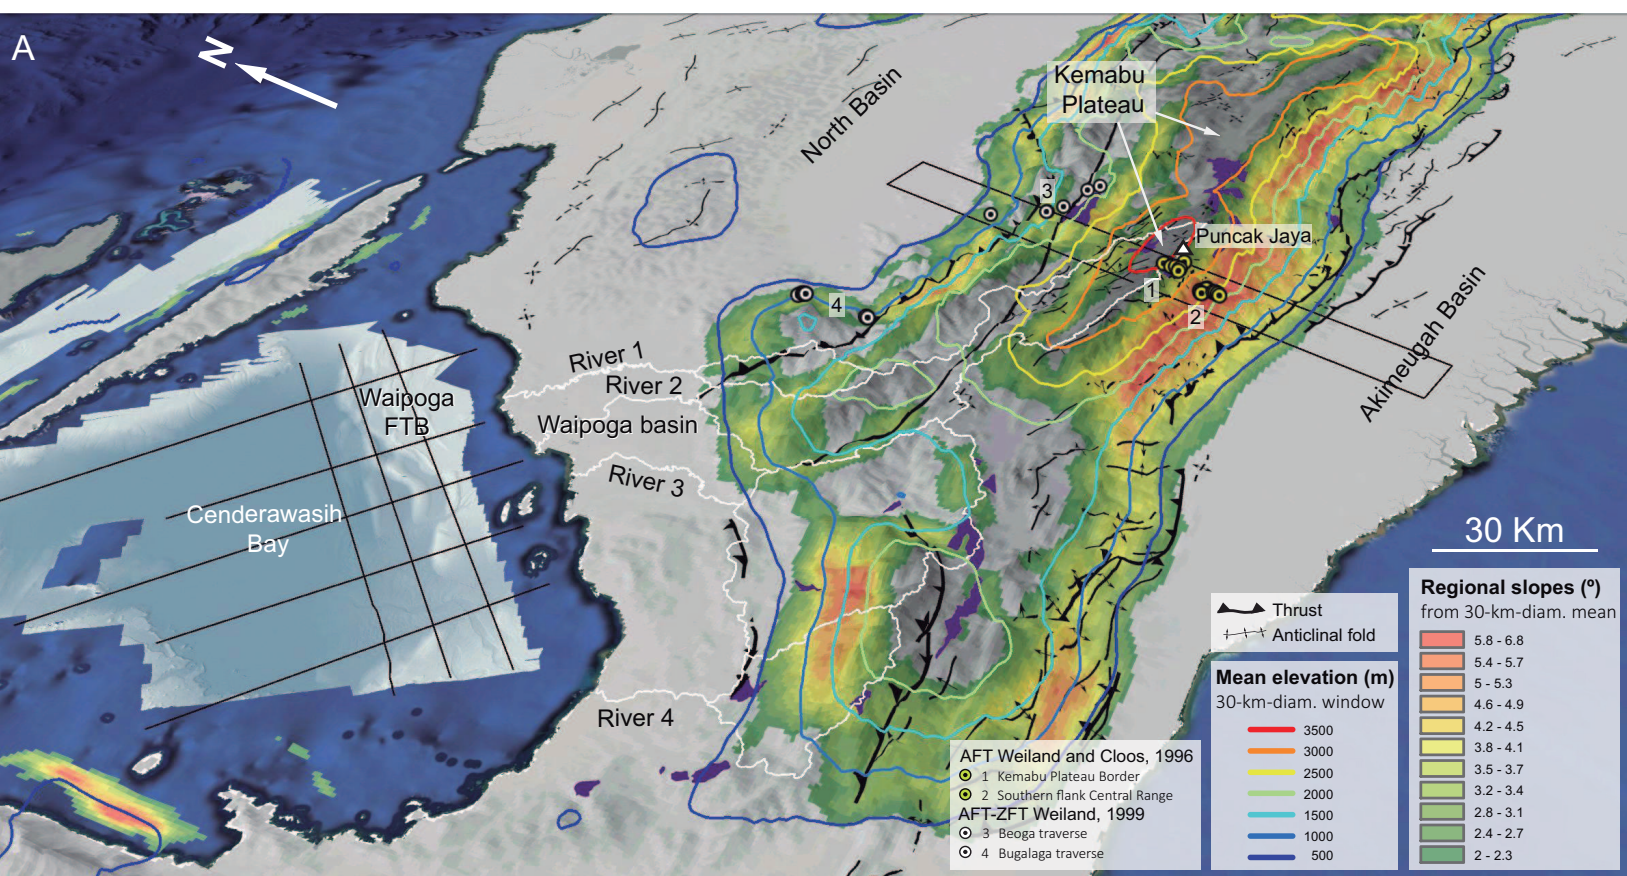 A
N
North Basin
Kemabu
Plateau
3
Puncak Jaya
1
2
4
Akimeugah Basin
River 1
River 2
Waipoga
FTB
Waipoga basin
River 3
Cenderawasih
Bay
River 4
30 Km
Thrust
Anticlinal fold
Mean elevation (m)
30-km-diam. window
3500
3000
2500
2000
1500
1000
500
Regional slopes (º)
from 30-km-diam. mean
5.8 - 6.8
5.4 - 5.7
5 - 5.3
4.6 - 4.9
4.2 - 4.5
3.8 - 4.1
3.5 - 3.7
3.2 - 3.4
2.8 - 3.1
2.4 - 2.7
2 - 2.3
AFT Weiland and Cloos, 1996
1 Kemabu Plateau Border
2 Southern flank Central Range
AFT-ZFT Weiland, 1999
3 Beoga traverse
4 Bugalaga traverse